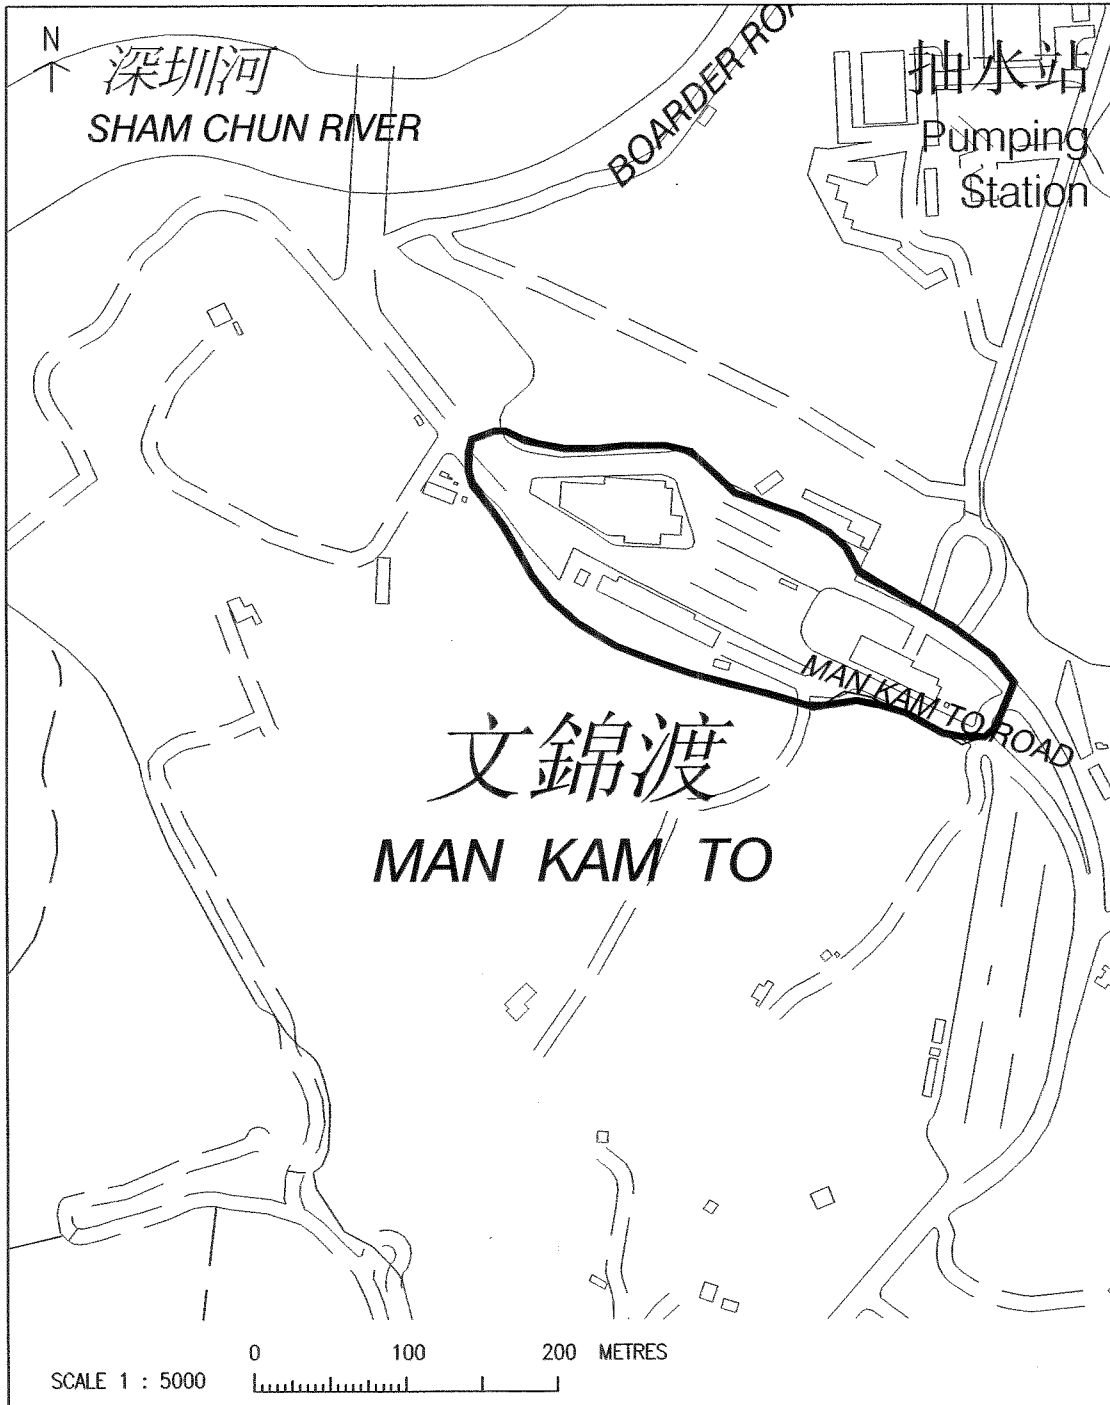 N
深圳河
SHAM CHUN RIVER
BOARDER ROA
抽水站
Pumping
Station
MAN KAM TO ROAD
文錦渡
MAN KAM TO
0 100 200 METRES
SCALE 1 : 5000